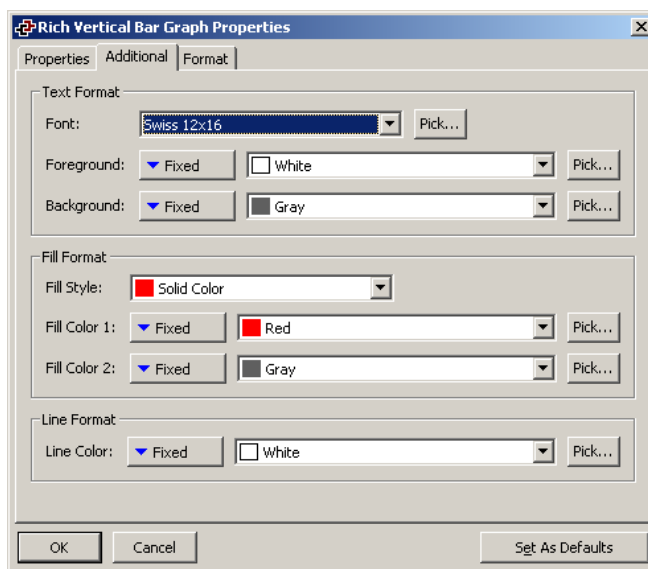 Rich Vertical Bar Graph Properties
Properties Additional Format
Text Format
Font: Swiss 12x16 Pick...
Foreground: Fixed White Pick...
Background: Fixed Gray Pick...
Fill Format
Fill Style: Solid Color
Fill Color 1: Fixed Red Pick...
Fill Color 2: Fixed Gray Pick...
Line Format
Line Color: Fixed White Pick...
OK Cancel Set As Defaults